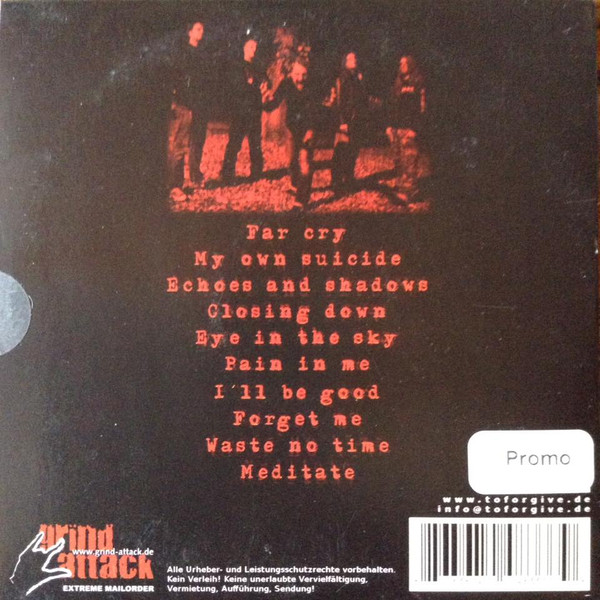 Far cry
My own suicide
Echoes and shadows
Closing down
Eye in the sky
Pain in me
I´ll be good
Forget me
Waste no time
Meditate
Promo
www.toforgive.de
info@toforgive.de
grind
www.grind-attack.de
attack
EXTREME MAILORDER
Alle Urheber- und Leistungsschutzrechte vorbehalten.
Kein Verleih! Keine unerlaubte Vervielfältigung,
Vermietung, Aufführung, Sendung!